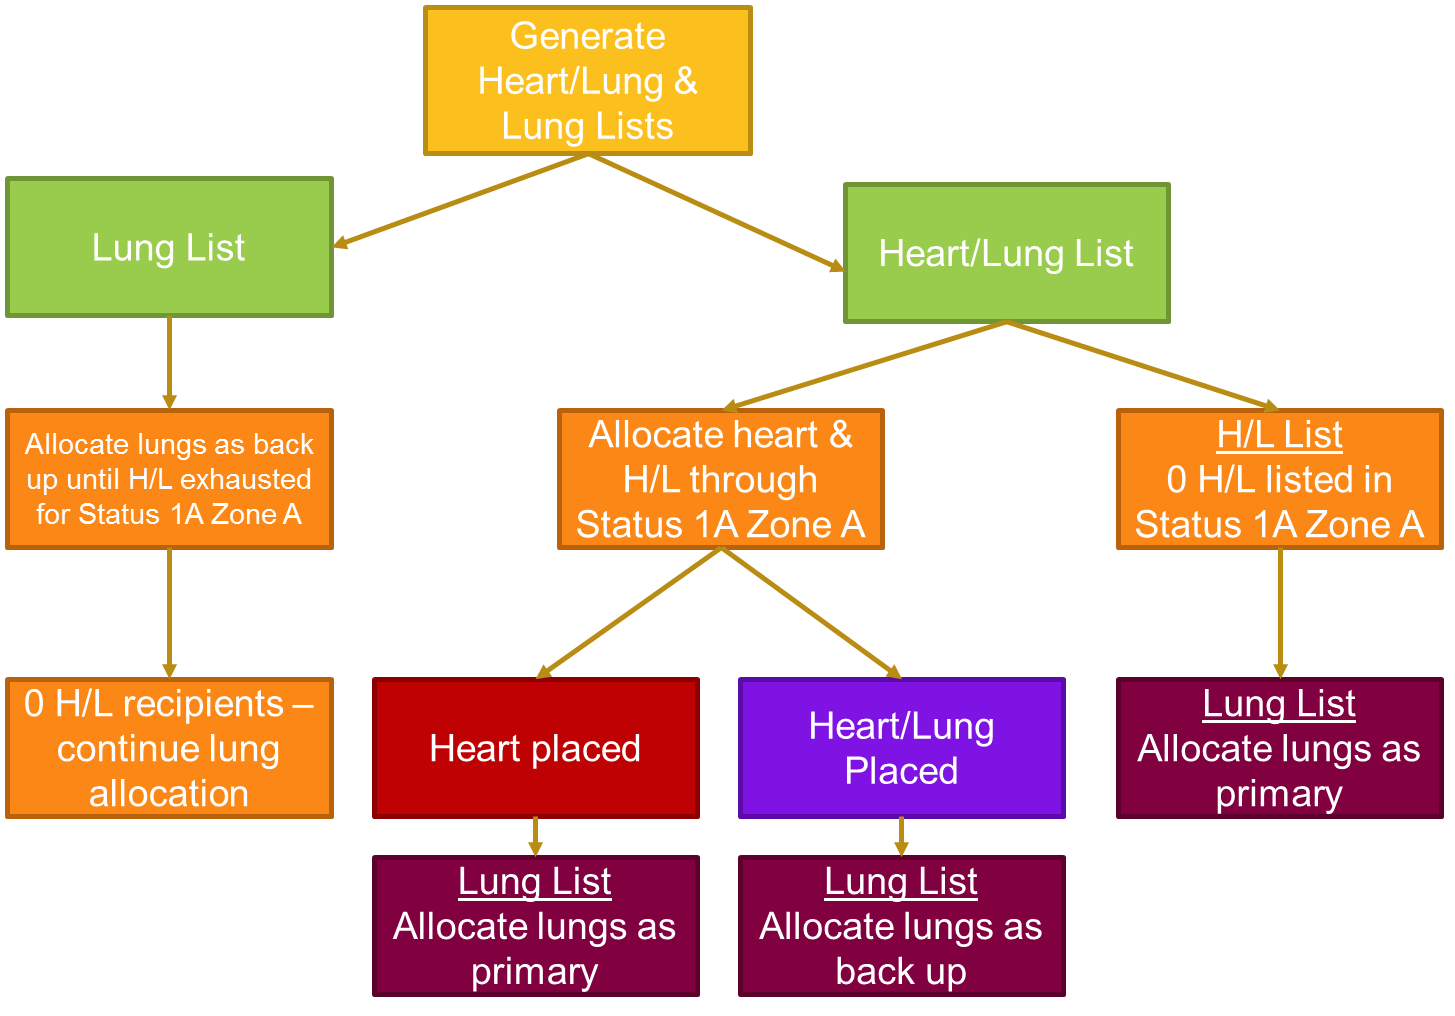 Generate
Heart/Lung &
Lung Lists
Lung List
Heart/Lung List
Allocate lungs as back
up until H/L exhausted
for Status 1A Zone A
Allocate heart &
H/L through
Status 1A Zone A
H/L List
0 H/L listed in
Status 1A Zone A
0 H/L recipients –
continue lung
allocation
Heart placed
Heart/Lung
Placed
Lung List
Allocate lungs as
primary
Lung List
Allocate lungs as
primary
Lung List
Allocate lungs as
back up